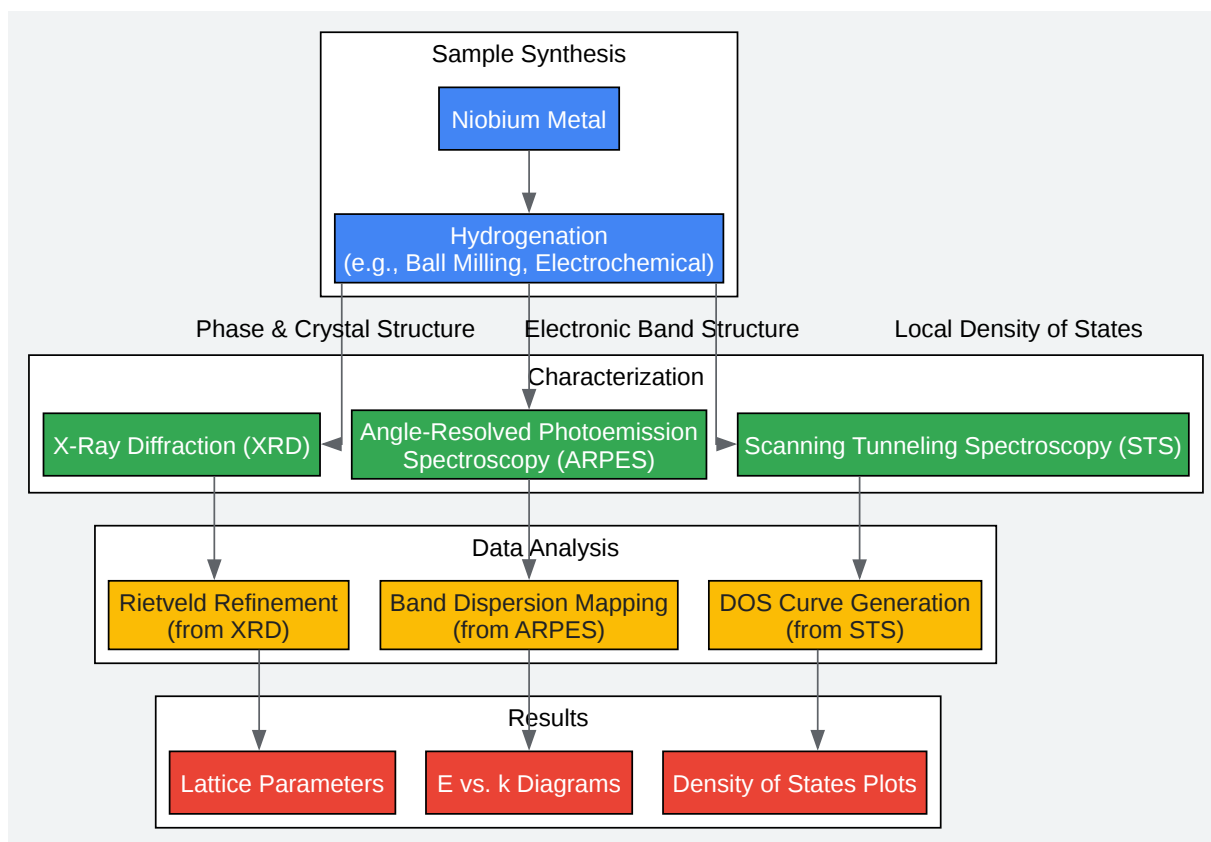 Sample Synthesis
Niobium Metal
Hydrogenation
(e.g., Ball Milling, Electrochemical)
Phase & Crystal Structure
Electronic Band Structure
Local Density of States
Characterization
X-Ray Diffraction (XRD)
Angle-Resolved Photoemission
Spectroscopy (ARPES)
Scanning Tunneling Spectroscopy (STS)
Data Analysis
Rietveld Refinement
(from XRD)
Band Dispersion Mapping
(from ARPES)
DOS Curve Generation
(from STS)
Results
Lattice Parameters
E vs. k Diagrams
Density of States Plots